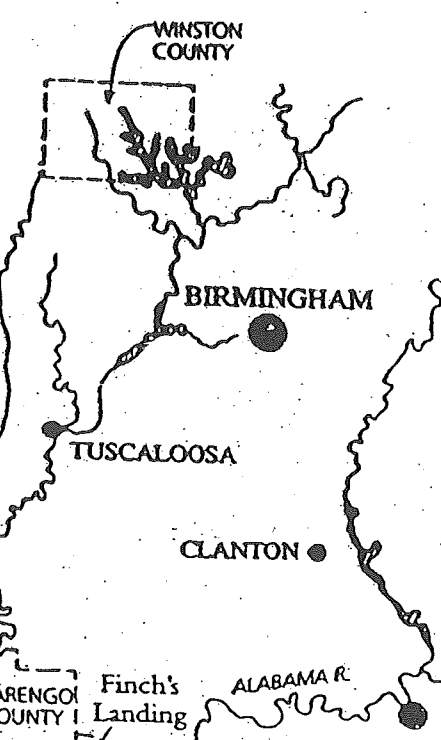 WINSTON
COUNTY
BIRMINGHAM
TUSCALOOSA
CLANTON
ARENGO
OUNTY
Finch's
Landing
ALABAMA R.